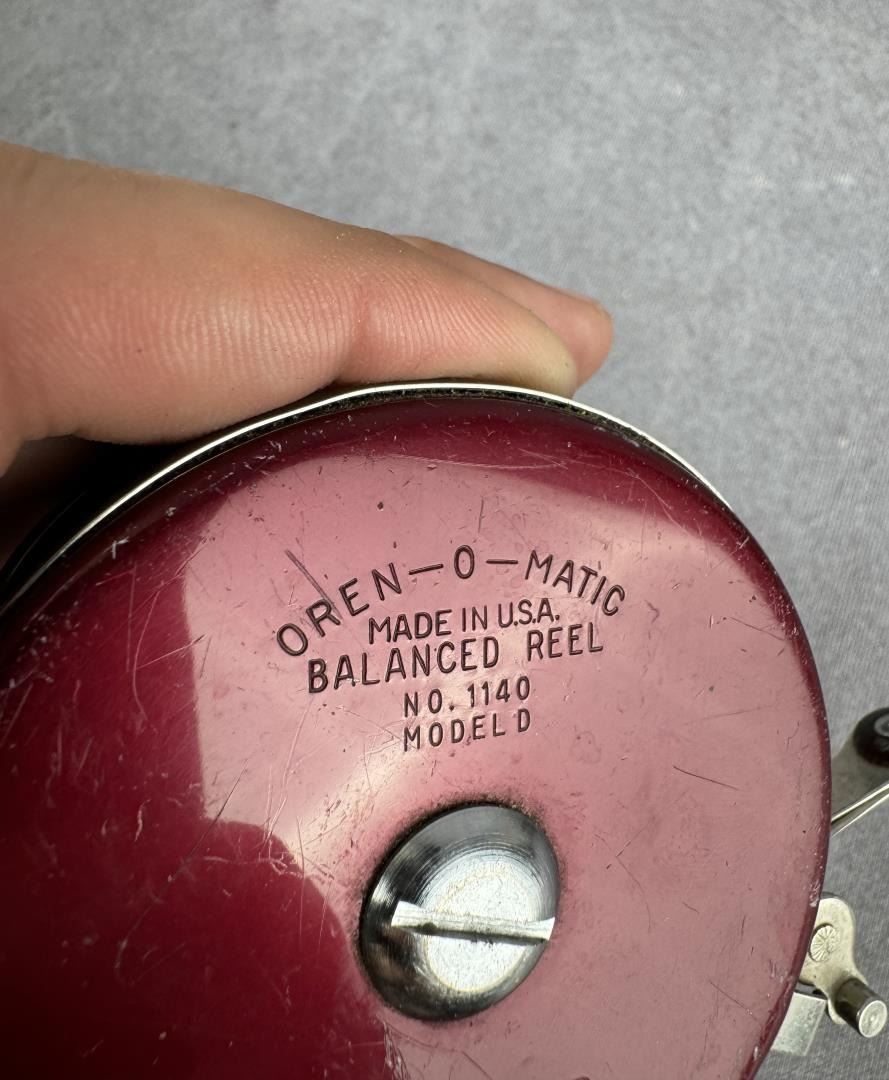 OREN-O-MATIC
MADE IN U.S.A.
BALANCED REEL
NO. 1140
MODEL D